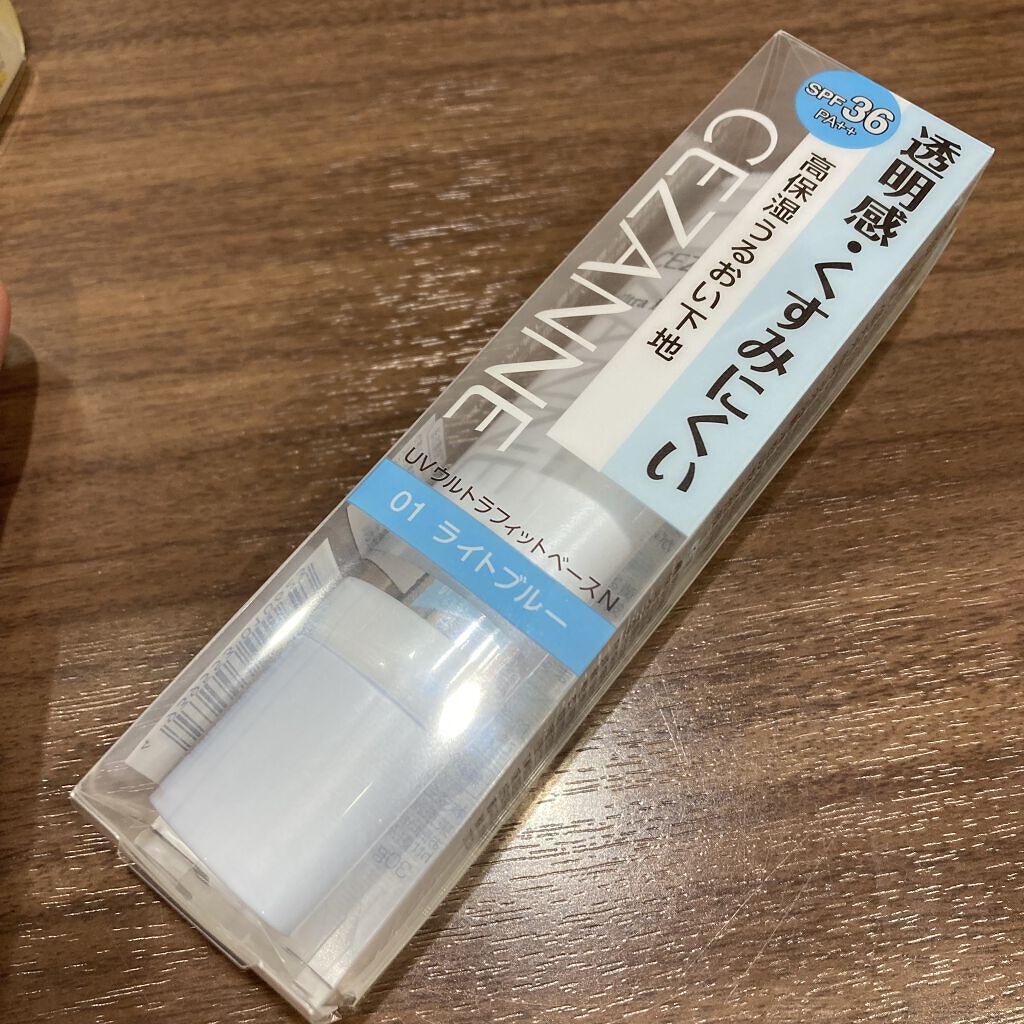 SPF36
PA++
透明感・くすみにくい
高保湿うるおい下地
CEZANNE
UVウルトラフィットベースN
01 ライトブルー
30g